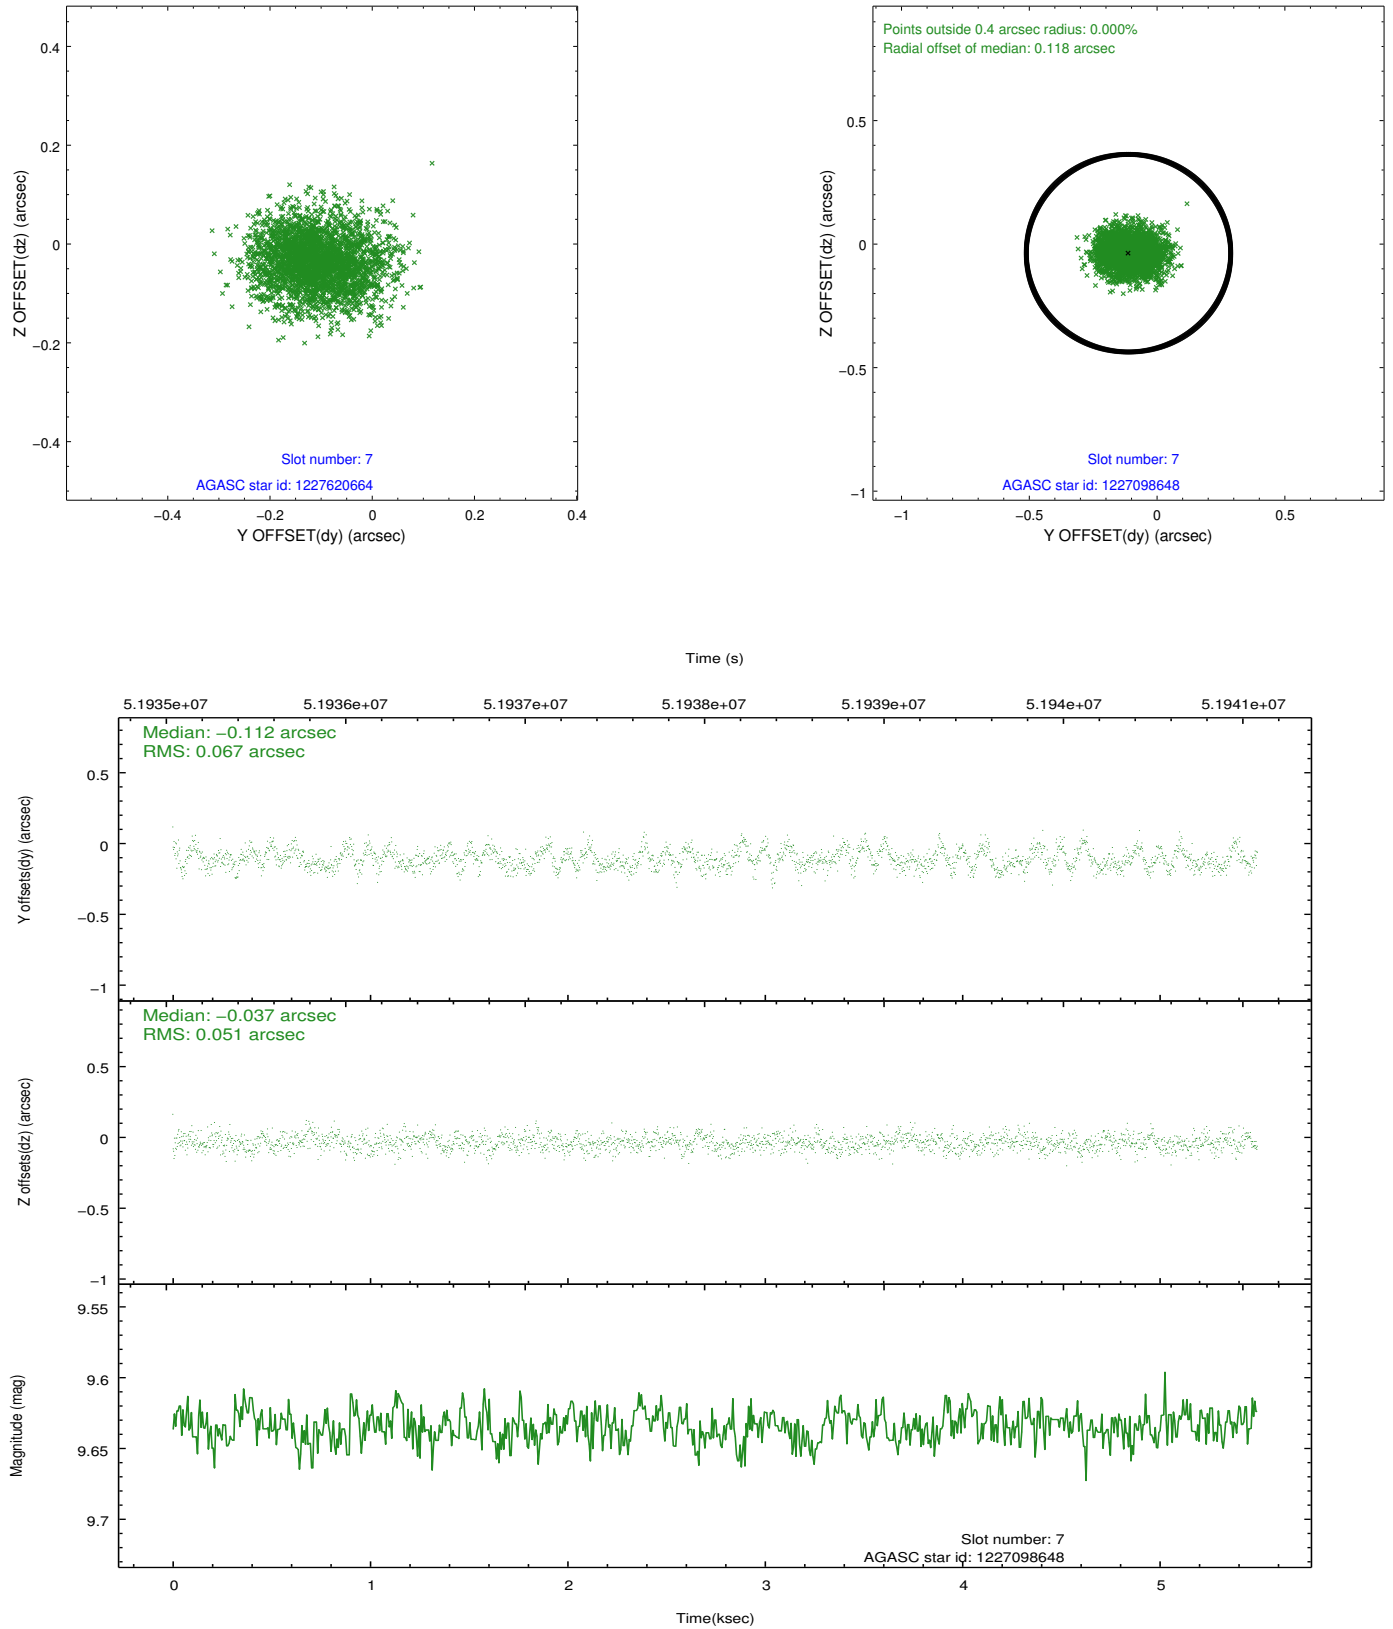 0.4
0.2
0
−0.2
−0.4
Z OFFSET(dz) (arcsec)
Slot number: 7
AGASC star id: 1227620664
−0.4
−0.2
0
0.2
0.4
Y OFFSET(dy) (arcsec)
Points outside 0.4 arcsec radius: 0.000%
Radial offset of median: 0.118 arcsec
0.5
0
−0.5
−1
Z OFFSET(dz) (arcsec)
Slot number: 7
AGASC star id: 1227098648
−1
−0.5
0
0.5
Y OFFSET(dy) (arcsec)
Time (s)
5.1935e+07
5.1936e+07
5.1937e+07
5.1938e+07
5.1939e+07
5.194e+07
5.1941e+07
Median: −0.112 arcsec
RMS: 0.067 arcsec
0.5
0
−0.5
−1
Y offsets(dy) (arcsec)
Median: −0.037 arcsec
RMS: 0.051 arcsec
0.5
0
−0.5
−1
Z offsets(dz) (arcsec)
9.55
9.6
9.65
9.7
Magnitude (mag)
Slot number: 7
AGASC star id: 1227098648
0
1
2
3
4
5
Time(ksec)